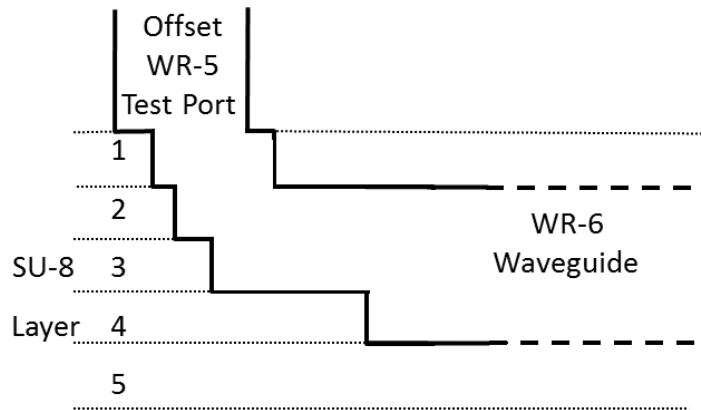 Offset
WR-5
Test Port
1
2
WR-6
Waveguide
SU-8
3
Layer
4
5